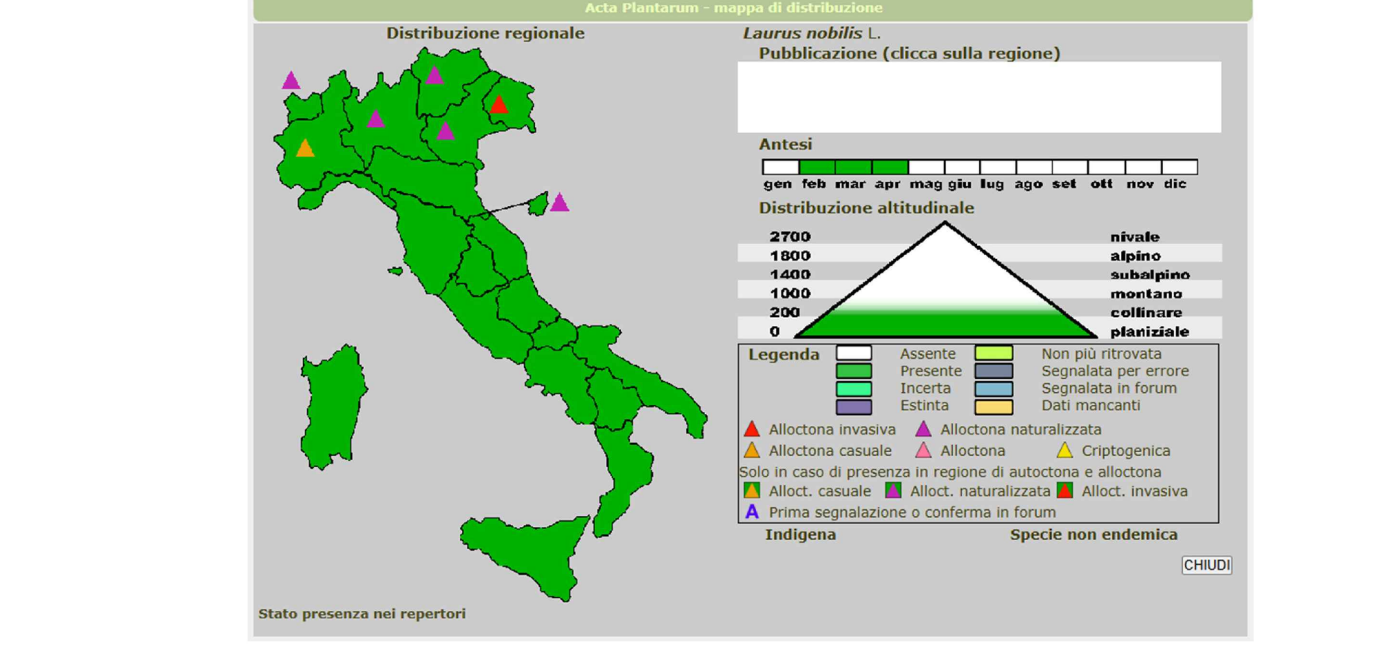 Acta Plantarum - mappa di distribuzione
Distribuzione regionale
Laurus nobilis L.
Pubblicazione (clicca sulla regione)
Antesi
gen feb mar apr mag giu lug ago set ott nov dic
Distribuzione altitudinale
2700 nivale
1800 alpino
1400 subalpino
1000 montano
200 collinare
0 planiziale
Legenda Assente Non più ritrovata
Presente Segnalata per errore
Incerta Segnalata in forum
Estinta Dati mancanti
Alloctona invasiva Alloctona naturalizzata
Alloctona casuale Alloctona Criptogenica
Solo in caso di presenza in regione di autoctona e alloctona
Alloct. casuale Alloct. naturalizzata Alloct. invasiva
A Prima segnalazione o conferma in forum
Indigena Specie non endemica
CHIUDI
Stato presenza nei repertori